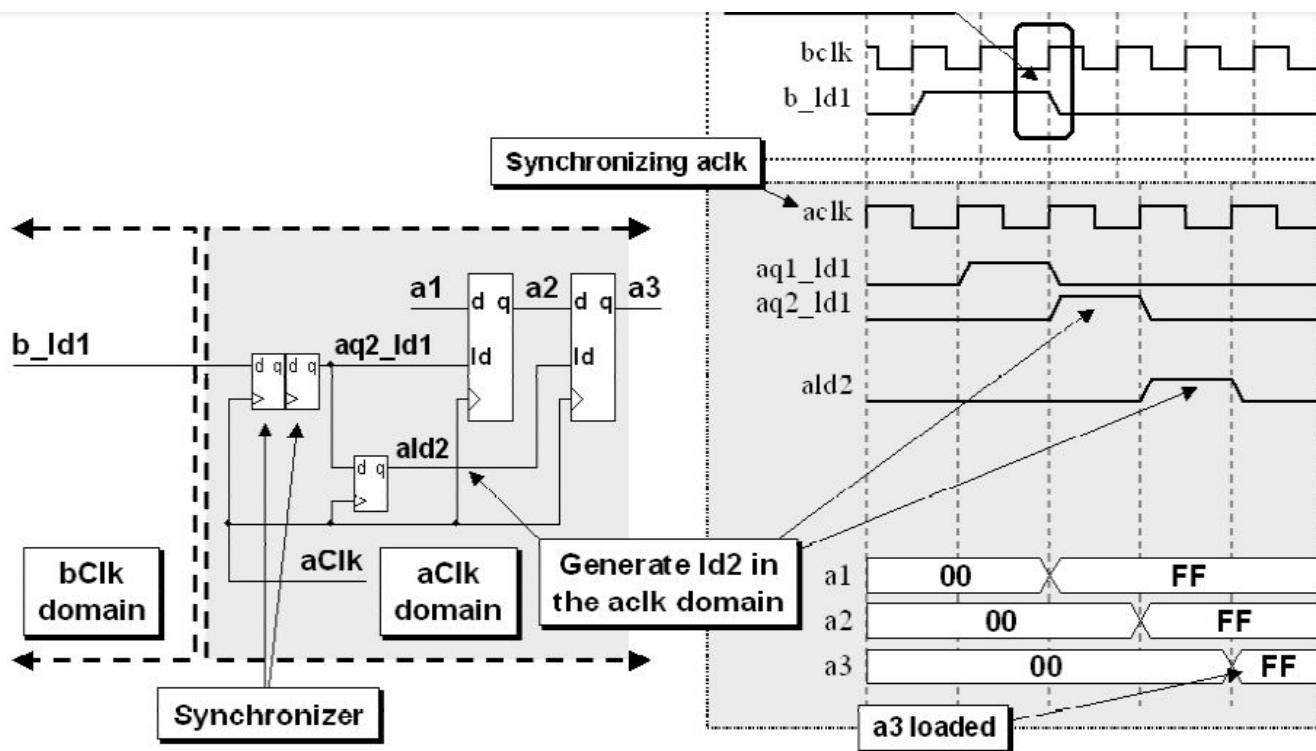 bclk
b_ld1
Synchronizing aclk
aclk
aq1_ld1
aq2_ld1
ald2
a1
a2
a3
d q
d q
ld
ld
b_ld1
aq2_ld1
d q
d q
ald2
d q
aClk
bClk
domain
aClk
domain
Generate ld2 in
the aclk domain
Synchronizer
a1
00
FF
a2
00
FF
a3
00
FF
a3 loaded